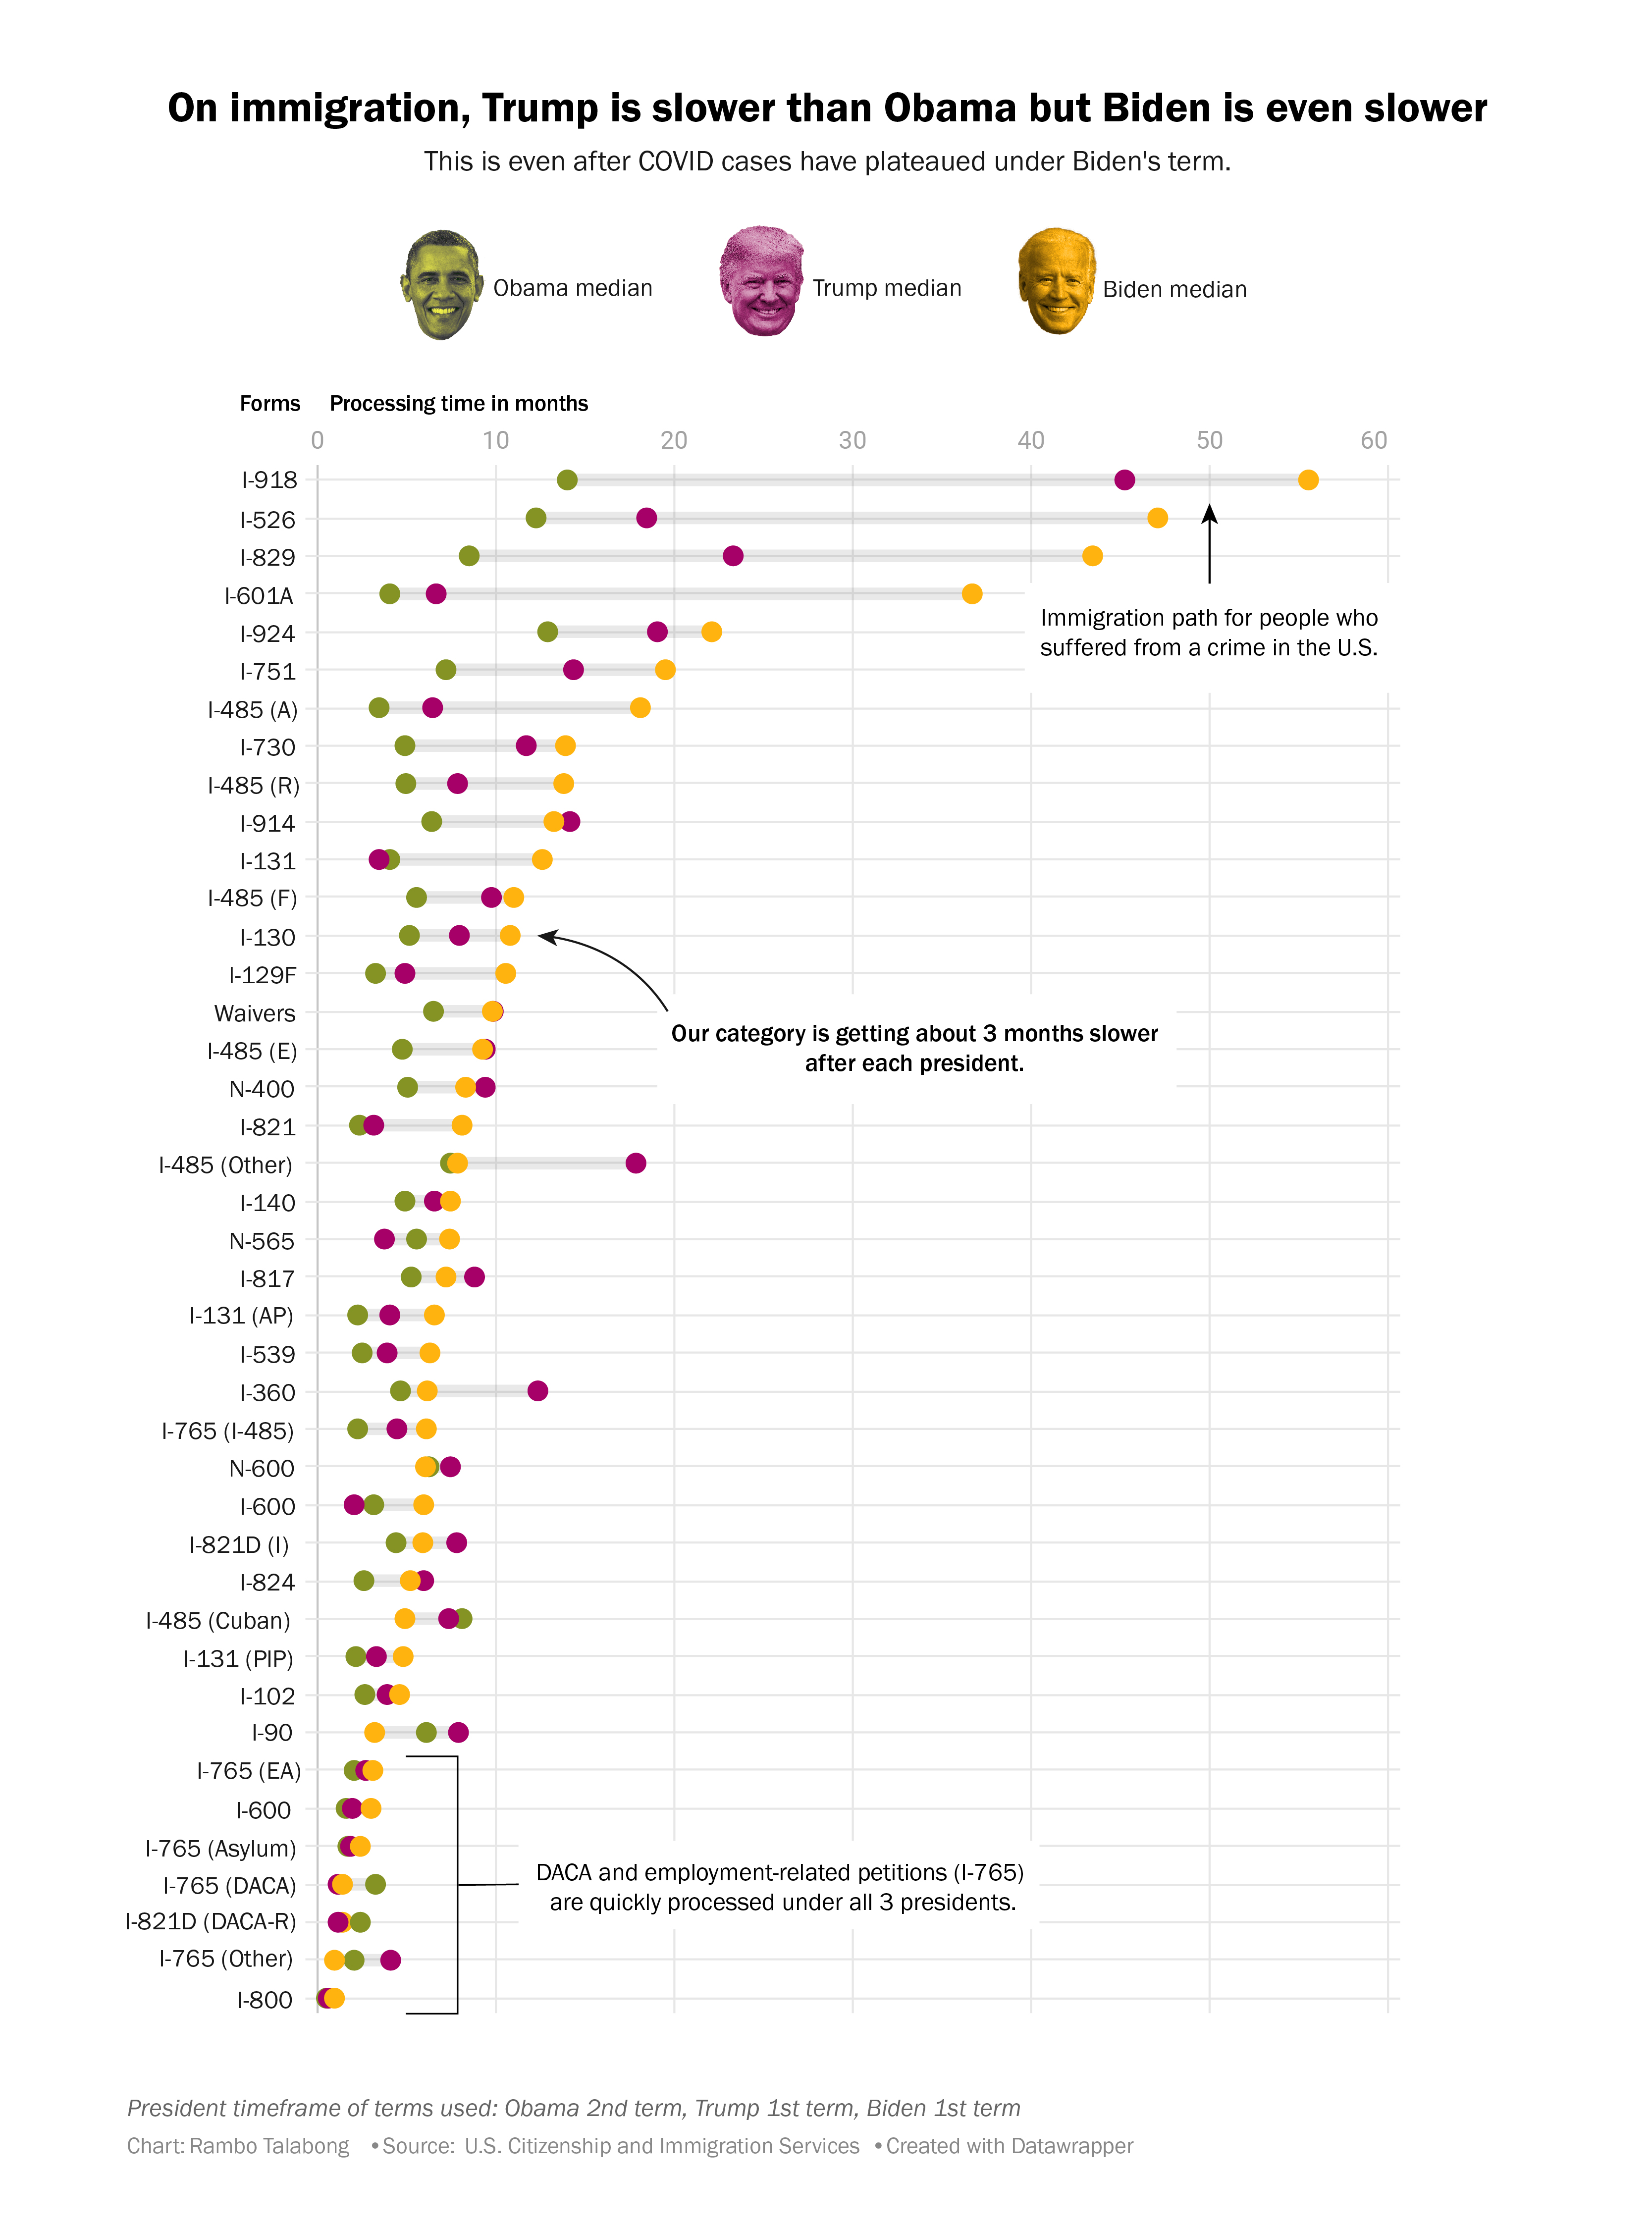 On immigration, Trump is slower than Obama but Biden is even slower
This is even after COVID cases have plateaued under Biden's term.
Obama median
Trump median
Biden median
Forms
Processing time in months
0 10 20 30 40 50 60
I-918
I-526
I-829
I-601A
Immigration path for people who
suffered from a crime in the U.S.
I-924
I-751
I-485 (A)
I-730
I-485 (R)
I-914
I-131
I-485 (F)
I-130
I-129F
Waivers
Our category is getting about 3 months slower
after each president.
I-485 (E)
N-400
I-821
I-485 (Other)
I-140
N-565
I-817
I-131 (AP)
I-539
I-360
I-765 (I-485)
N-600
I-600
I-821D (I)
I-824
I-485 (Cuban)
I-131 (PIP)
I-102
I-90
I-765 (EA)
I-600
I-765 (Asylum)
DACA and employment-related petitions (I-765)
are quickly processed under all 3 presidents.
I-765 (DACA)
I-821D (DACA-R)
I-765 (Other)
I-800
President timeframe of terms used: Obama 2nd term, Trump 1st term, Biden 1st term
Chart: Rambo Talabong •Source: U.S. Citizenship and Immigration Services •Created with Datawrapper